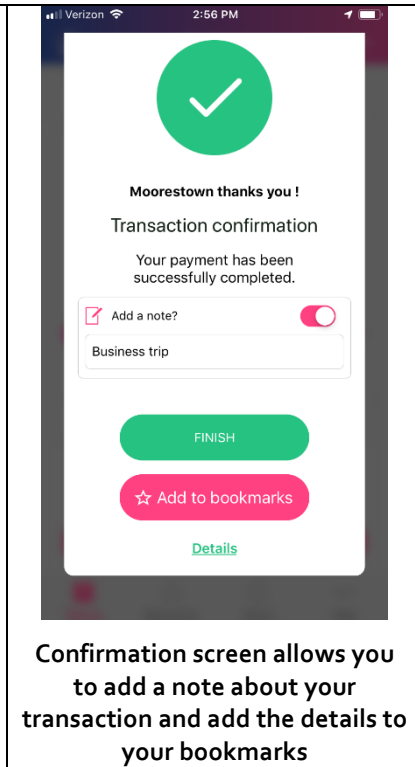 Verizon 2:56 PM
Moorestown thanks you !
Transaction confirmation
Your payment has been
successfully completed.
Add a note?
Business trip
FINISH
☆ Add to bookmarks
Details
Confirmation screen allows you
to add a note about your
transaction and add the details to
your bookmarks